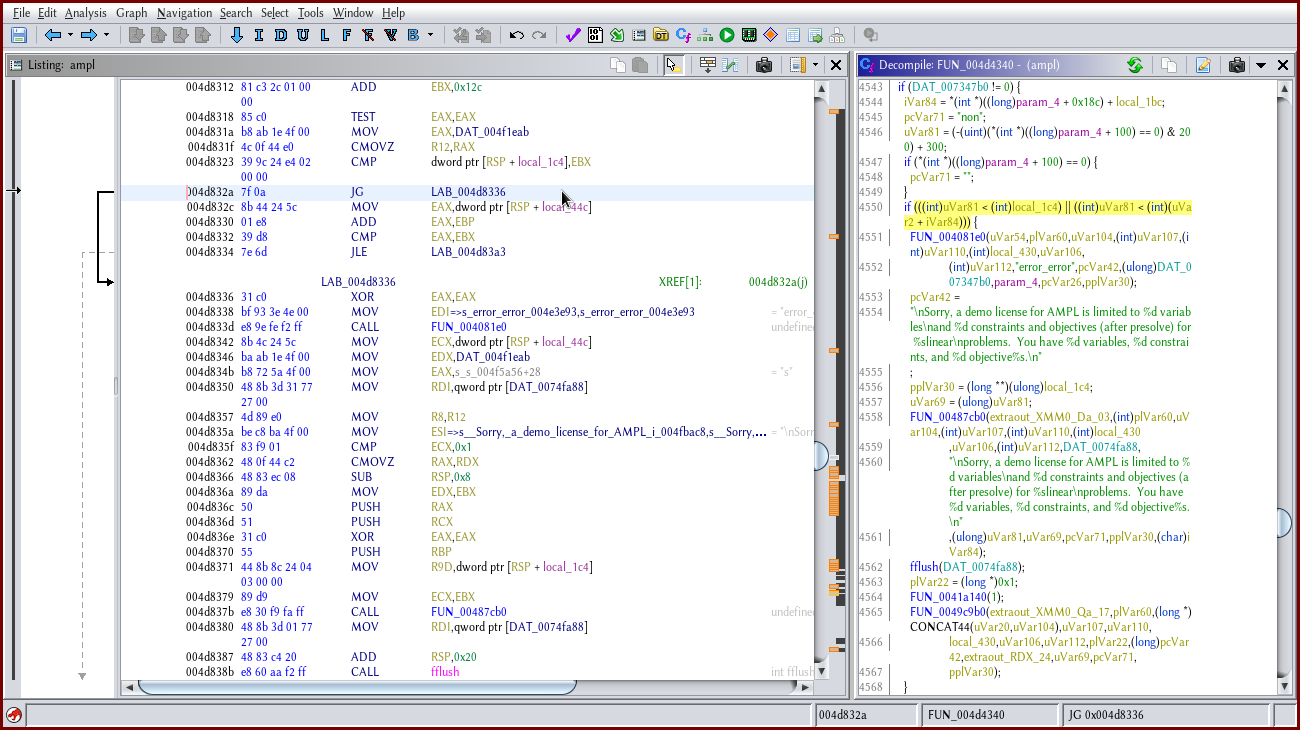 File Edit Analysis Graph Navigation Search Select Tools Window Help
I D U L F B
Listing: ampl
004d8312 81 c3 2c 01 00 ADD EBX,0x12c
00
004d8318 85 c0 TEST EAX,EAX
004d831a b8 ab 1e 4f 00 MOV EAX,DAT_004f1eab
004d831f 4c 0f 44 e0 CMOVZ R12,RAX
004d8323 39 9c 24 e4 02 CMP dword ptr [RSP + local_1c4],EBX
00 00
004d832a 7f 0a JG LAB_004d8336
004d832c 8b 44 24 5c MOV EAX,dword ptr [RSP + local_44c]
004d8330 01 e8 ADD EAX,EBP
004d8332 39 d8 CMP EAX,EBX
004d8334 7e 6d JLE LAB_004d83a3
LAB_004d8336 XREF[1]: 004d832a(j)
004d8336 31 c0 XOR EAX,EAX
004d8338 bf 93 3e 4e 00 MOV EDI=>s_error_error_004e3e93,s_error_error_004e3e93 = "error_
004d833d e8 9e fe f2 ff CALL FUN_004081e0 undefine
004d8342 8b 4c 24 5c MOV ECX,dword ptr [RSP + local_44c]
004d8346 ba ab 1e 4f 00 MOV EDX,DAT_004f1eab
004d834b b8 72 5a 4f 00 MOV EAX,s_s_004f5a56+28 = "s"
004d8350 48 8b 3d 31 77 MOV RDI,qword ptr [DAT_0074fa88]
27 00
004d8357 4d 89 e0 MOV R8,R12
004d835a be c8 ba 4f 00 MOV ESI=>s__Sorry,_a_demo_license_for_AMPL_i_004fbac8,s__Sorry,... = "\nSorr
004d835f 83 f9 01 CMP ECX,0x1
004d8362 48 0f 44 c2 CMOVZ RAX,RDX
004d8366 48 83 ec 08 SUB RSP,0x8
004d836a 89 da MOV EDX,EBX
004d836c 50 PUSH RAX
004d836d 51 PUSH RCX
004d836e 31 c0 XOR EAX,EAX
004d8370 55 PUSH RBP
004d8371 44 8b 8c 24 04 MOV R9D,dword ptr [RSP + local_1c4]
03 00 00
004d8379 89 d9 MOV ECX,EBX
004d837b e8 30 f9 fa ff CALL FUN_00487cb0 undefine
004d8380 48 8b 3d 01 77 MOV RDI,qword ptr [DAT_0074fa88]
27 00
004d8387 48 83 c4 20 ADD RSP,0x20
004d838b e8 60 aa f2 ff CALL fflush int fflush
Decompile: FUN_004d4340 - (ampl)
4543 if (DAT_007347b0 != 0) {
4544 iVar84 = *(int *)((long)param_4 + 0x18c) + local_1bc;
4545 pcVar71 = "non";
4546 uVar81 = (-(uint)(*(int *)((long)param_4 + 100) == 0) & 20
0) + 300;
4547 if (*(int *)((long)param_4 + 100) == 0) {
4548 pcVar71 = "";
4549 }
4550 if (((int)uVar81 < (int)local_1c4) || ((int)uVar81 < (int)(uVa
r2 + iVar84))) {
4551 FUN_004081e0(uVar54,plVar60,uVar104,(int)uVar107,(i
nt)uVar110,(int)local_430,uVar106,
4552 (int)uVar112,"error_error",pcVar42,(ulong)DAT_0
07347b0,param_4,pcVar26,pplVar30);
4553 pcVar42 =
4554 "\nSorry, a demo license for AMPL is limited to %d variab
les\nand %d constraints and objectives (after presolve) for
%slinear\nproblems.  You have %d variables, %d constrai
nts, and %d objective%s.\n"
4555 ;
4556 pplVar30 = (long **)(ulong)local_1c4;
4557 uVar69 = (ulong)uVar81;
4558 FUN_00487cb0(extraout_XMM0_Da_03,(int)plVar60,uV
ar104,(int)uVar107,(int)uVar110,(int)local_430
4559 ,uVar106,(int)uVar112,DAT_0074fa88,
4560 "\nSorry, a demo license for AMPL is limited to %
d variables\nand %d constraints and objectives (a
fter presolve) for %slinear\nproblems.  You have
%d variables, %d constraints, and %d objective%s.
\n"
4561 ,(ulong)uVar81,uVar69,pcVar71,pplVar30,(char)i
Var84);
4562 fflush(DAT_0074fa88);
4563 plVar22 = (long *)0x1;
4564 FUN_0041a140(1);
4565 FUN_0049c9b0(extraout_XMM0_Qa_17,plVar60,(long *)
CONCAT44(uVar20,uVar104),uVar107,uVar110,
4566 local_430,uVar106,uVar112,plVar22,(long)pcVar
42,extraout_RDX_24,uVar69,pcVar71,
4567 pplVar30);
4568 }
004d832a FUN_004d4340 JG 0x004d8336